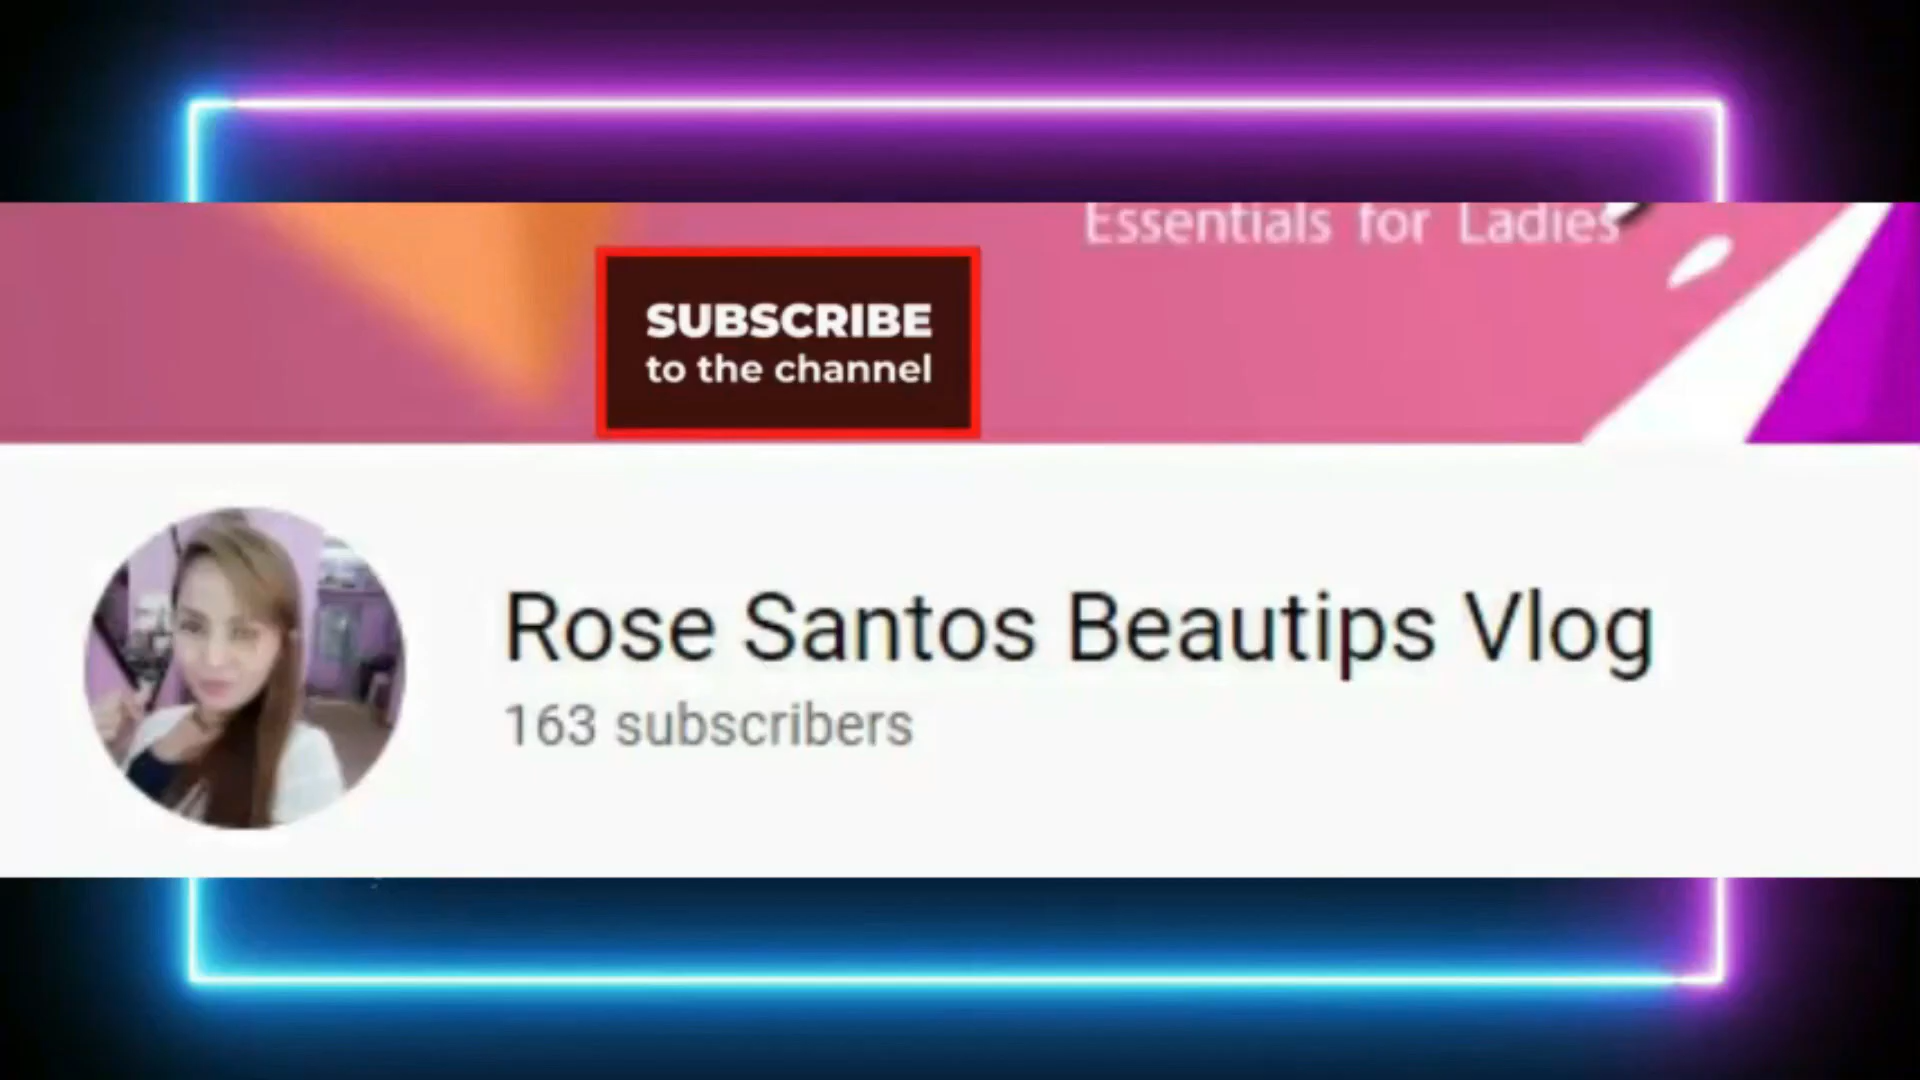 Essentials for Ladies
SUBSCRIBE
to the channel
Rose Santos Beautips Vlog
163 subscribers